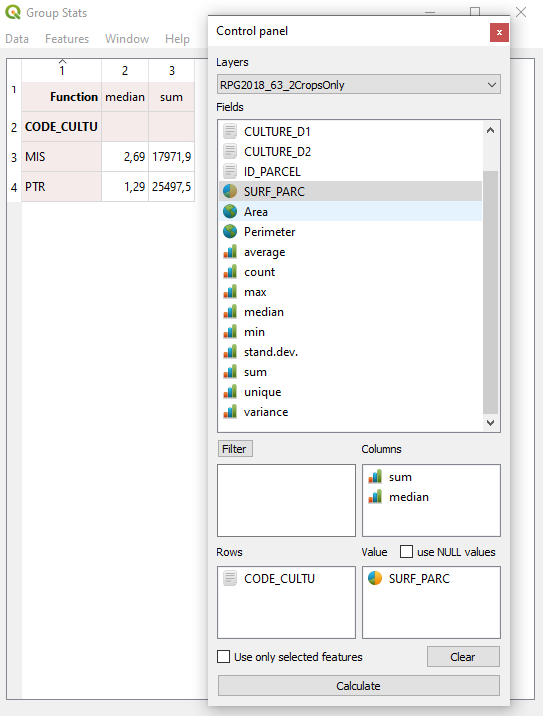 Group Stats
Data Features Window Help
1 2 3
1 Function median sum
2 CODE_CULTU
3 MIS 2,69 17971,9
4 PTR 1,29 25497,5
Control panel
x
Layers
RPG2018_63_2CropsOnly
Fields
CULTURE_D1
CULTURE_D2
ID_PARCEL
SURF_PARC
Area
Perimeter
average
count
max
median
min
stand.dev.
sum
unique
variance
Filter
Columns
sum
median
Rows
Value use NULL values
CODE_CULTU
SURF_PARC
Use only selected features
Clear
Calculate